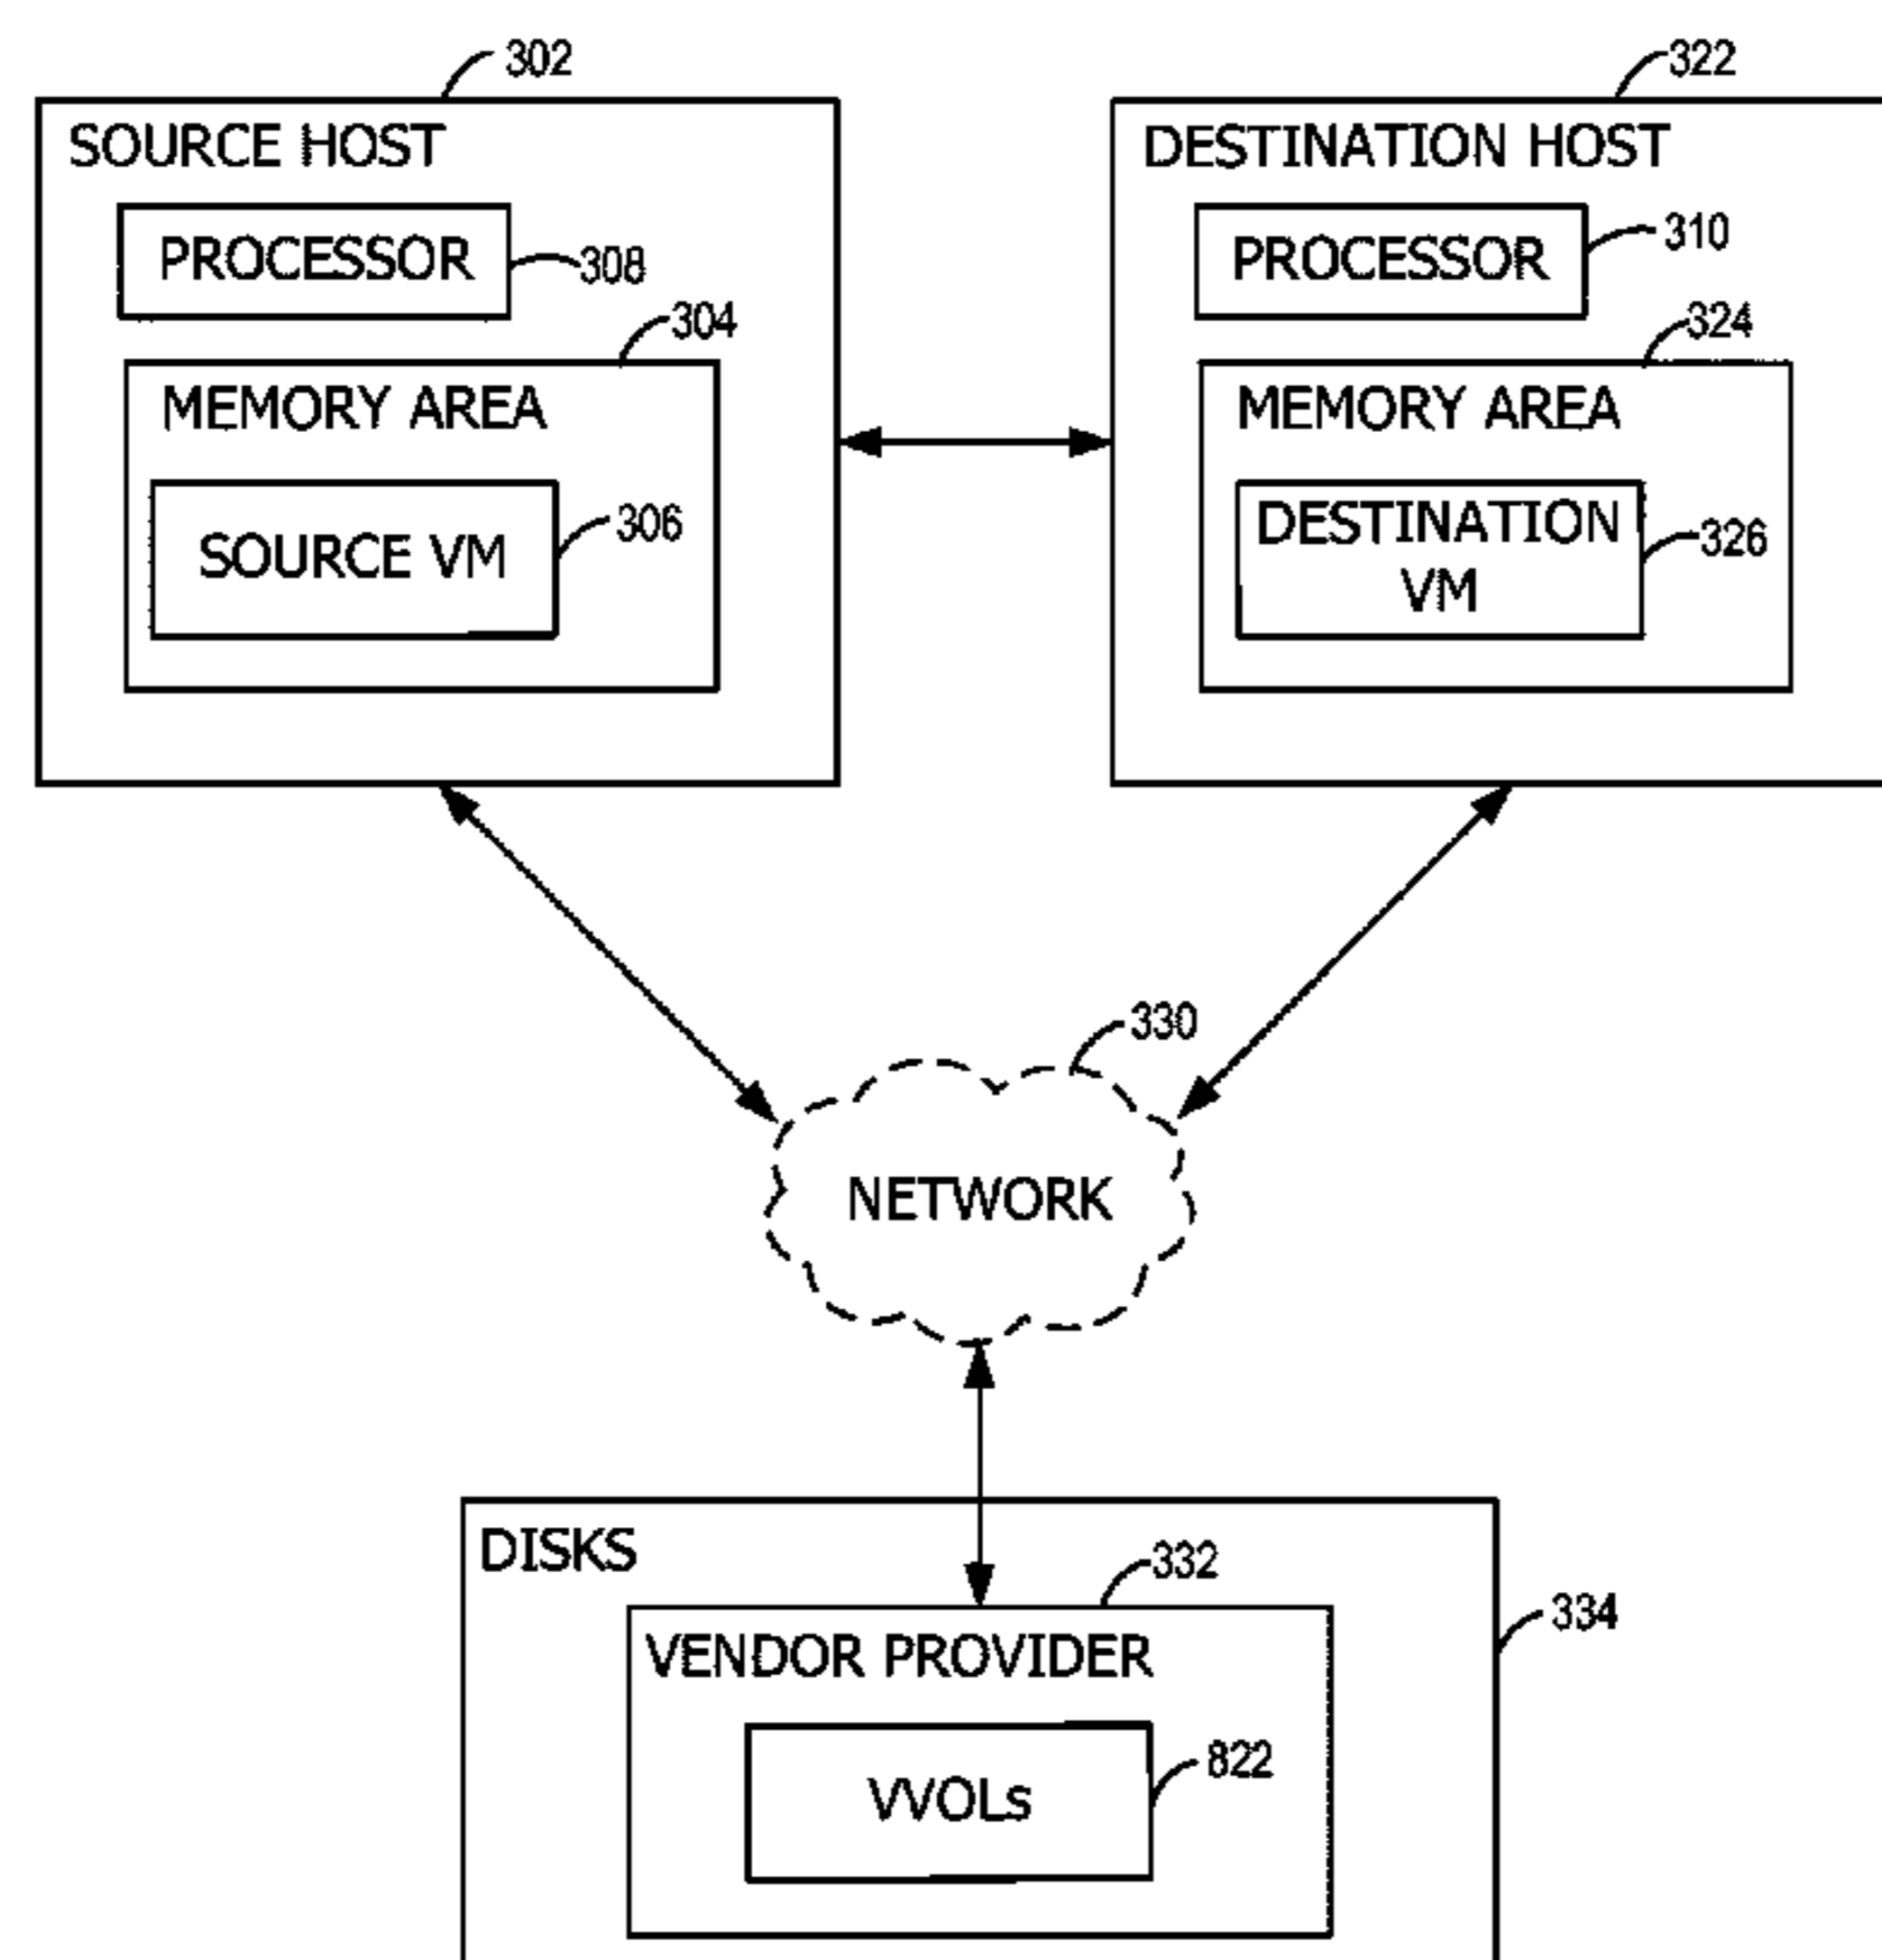 302
322
SOURCE HOST
DESTINATION HOST
PROCESSOR
308
PROCESSOR
310
304
324
MEMORY AREA
MEMORY AREA
SOURCE VM
306
DESTINATION
VM
326
330
NETWORK
DISKS
332
334
VENDOR PROVIDER
VVOLs
822